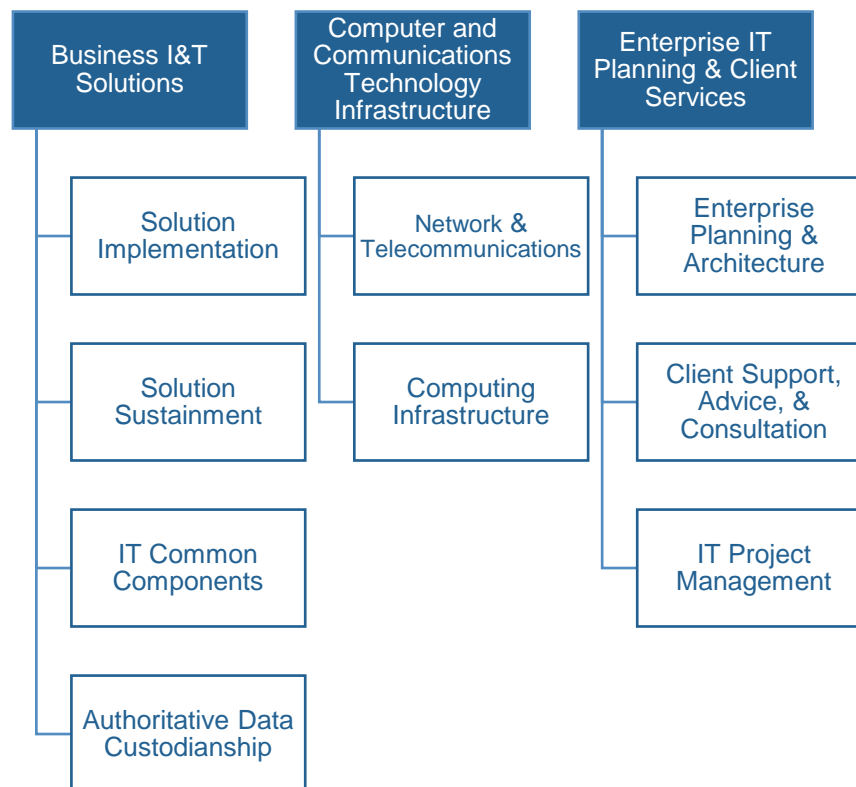 Business I&T
Solutions
Solution
Implementation
Solution
Sustainment
IT Common
Components
Authoritative Data
Custodianship
Computer and
Communications
Technology
Infrastructure
Network &
Telecommunications
Computing
Infrastructure
Enterprise IT
Planning & Client
Services
Enterprise
Planning &
Architecture
Client Support,
Advice, &
Consultation
IT Project
Management